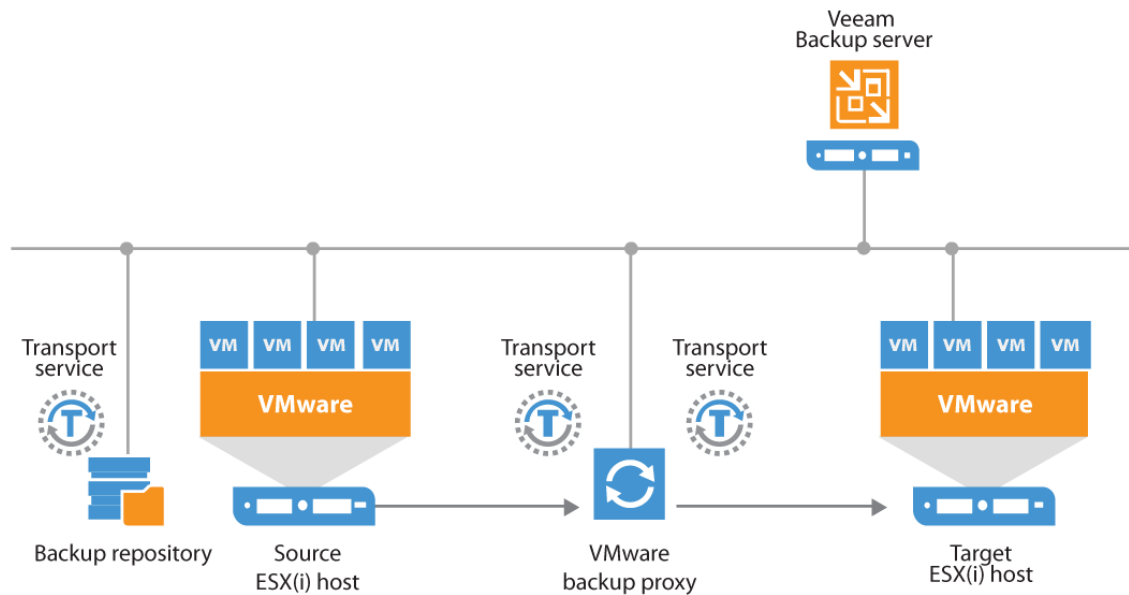 Veeam
Backup server
Transport
service
T
VM VM VM VM
VMware
Transport
service
T
Transport
service
T
VM VM VM VM
VMware
Backup repository
Source
ESX(i) host
VMware
backup proxy
Target
ESX(i) host